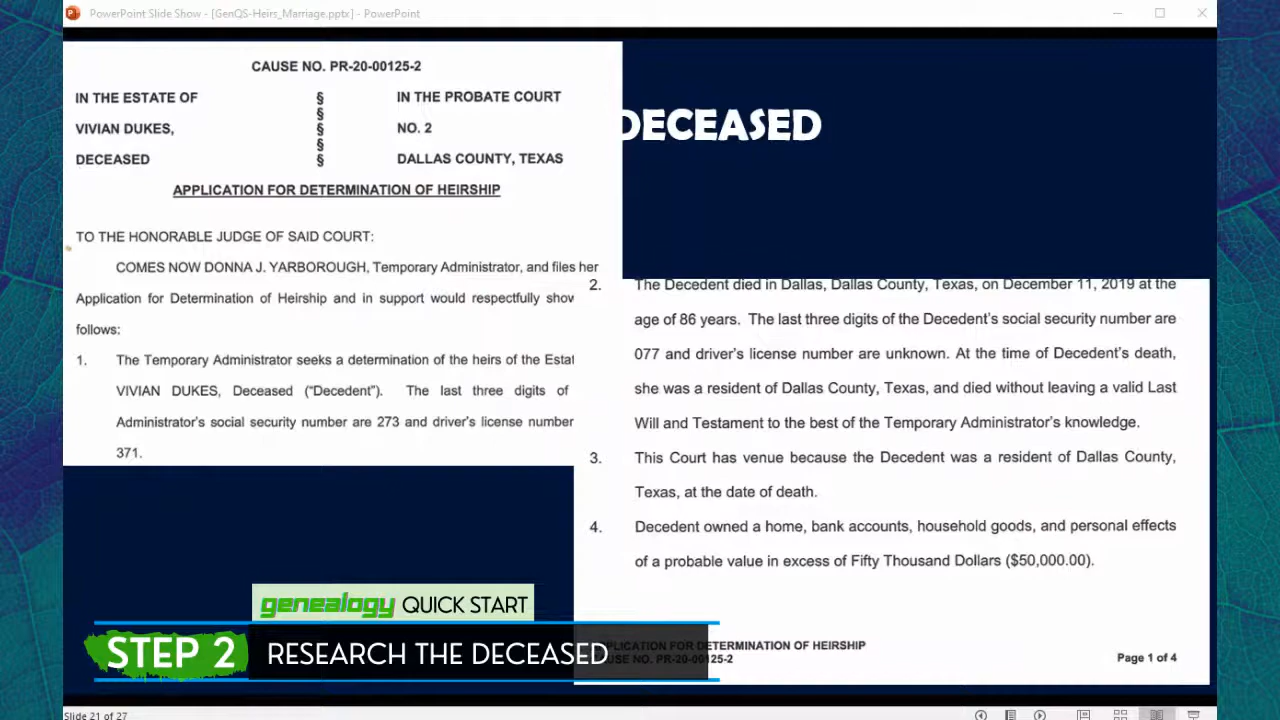 PowerPoint Slide Show - [GenQS-Heirs_Marriage.pptx] - PowerPoint
CAUSE NO. PR-20-00125-2
IN THE ESTATE OF § IN THE PROBATE COURT
§
VIVIAN DUKES, § NO. 2
§
DECEASED § DALLAS COUNTY, TEXAS
APPLICATION FOR DETERMINATION OF HEIRSHIP
TO THE HONORABLE JUDGE OF SAID COURT:
COMES NOW DONNA J. YARBOROUGH, Temporary Administrator, and files her
Application for Determination of Heirship and in support would respectfully show
follows:
1. The Temporary Administrator seeks a determination of the heirs of the Estat
VIVIAN DUKES, Deceased (“Decedent”). The last three digits of
Administrator’s social security number are 273 and driver’s license number
371.
DECEASED
2. The Decedent died in Dallas, Dallas County, Texas, on December 11, 2019 at the
age of 86 years. The last three digits of the Decedent’s social security number are
077 and driver’s license number are unknown. At the time of Decedent’s death,
she was a resident of Dallas County, Texas, and died without leaving a valid Last
Will and Testament to the best of the Temporary Administrator’s knowledge.
3. This Court has venue because the Decedent was a resident of Dallas County,
Texas, at the date of death.
4. Decedent owned a home, bank accounts, household goods, and personal effects
of a probable value in excess of Fifty Thousand Dollars ($50,000.00).
genealogy QUICK START
STEP 2 RESEARCH THE DECEASED
APPLICATION FOR DETERMINATION OF HEIRSHIP
CAUSE NO. PR-20-00125-2
Page 1 of 4
Slide 21 of 27